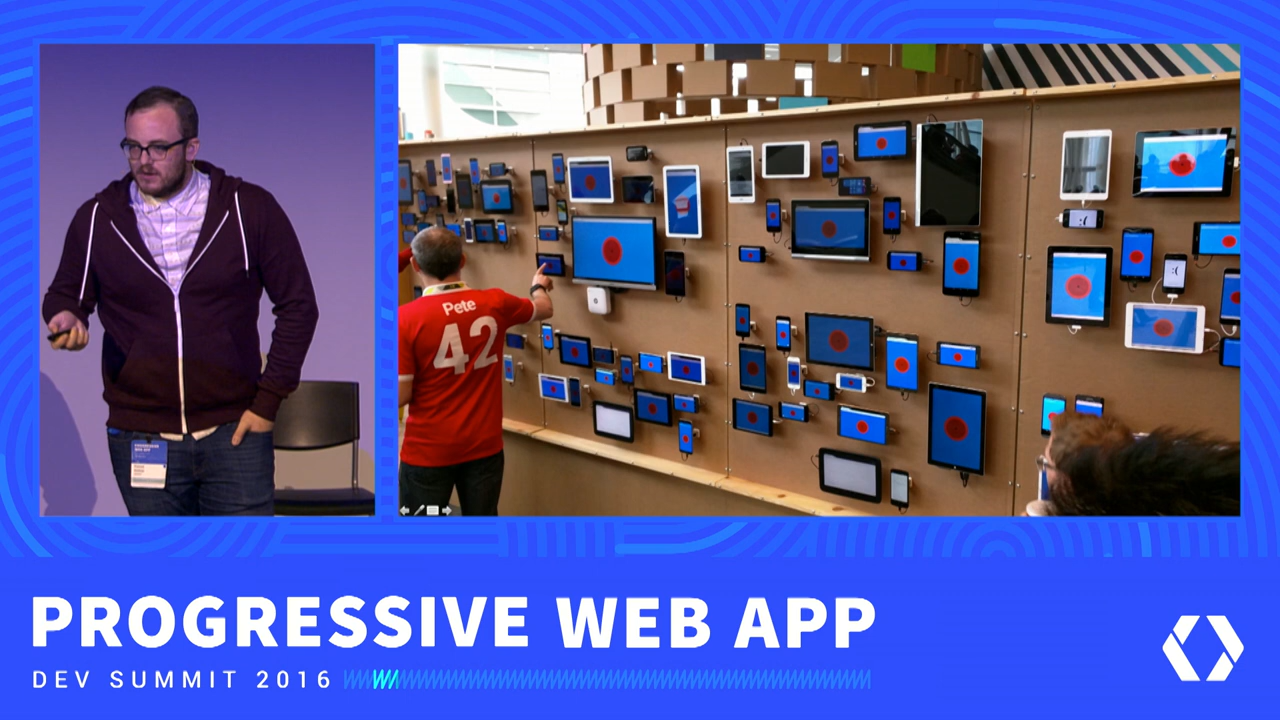 Pete
42
:(
:(
PROGRESSIVE WEB APP
DEV SUMMIT 2016